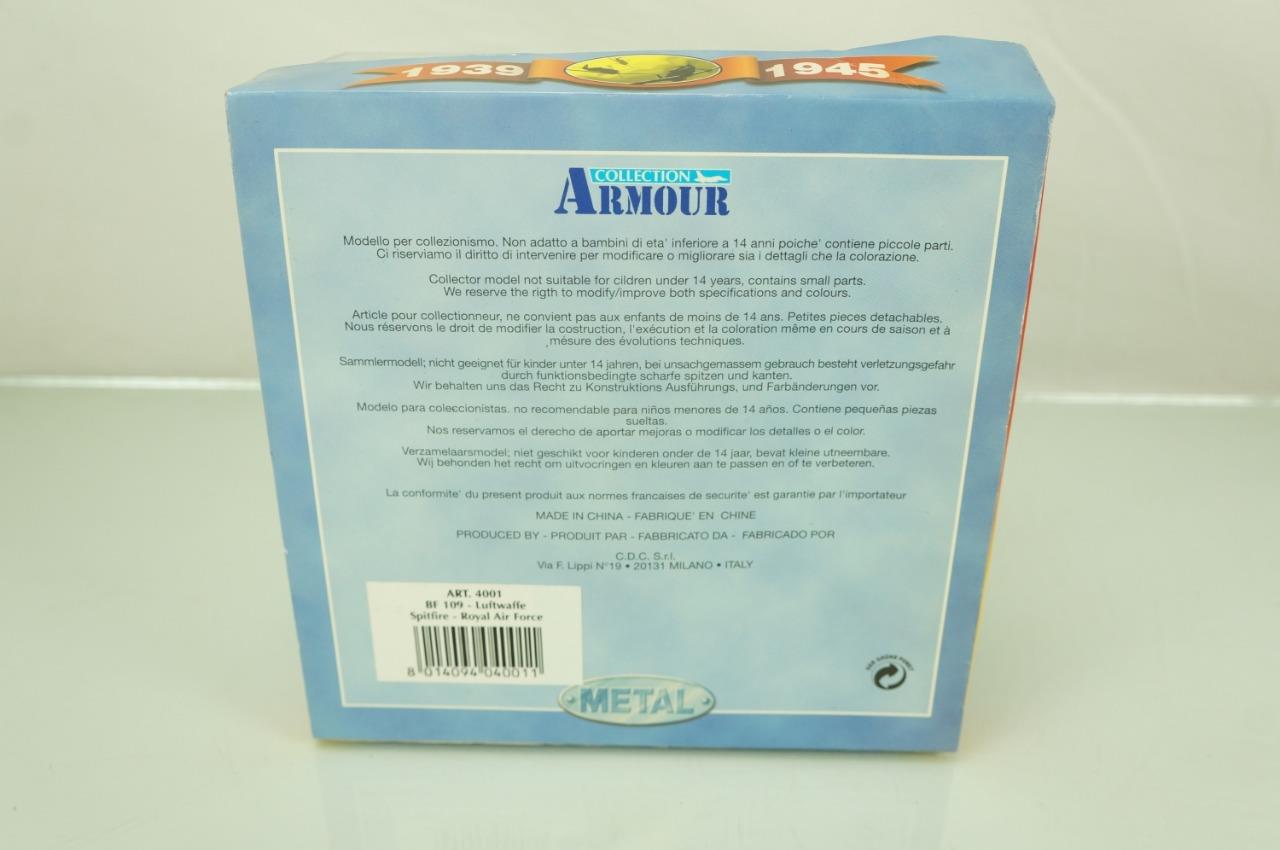 1939 1945
COLLECTION
ARMOUR
Modello per collezionismo. Non adatto a bambini di eta' inferiore a 14 anni poiche' contiene piccole parti.
Ci riserviamo il diritto di intervenire per modificare o migliorare sia i dettagli che la colorazione.
Collector model not suitable for cildren under 14 years, contains small parts.
We reserve the rigth to modify/improve both specifications and colours.
Article pour collectionneur, ne convient pas aux enfants de moins de 14 ans. Petites pieces detachables.
Nous réservons le droit de modifier la costruction, l'exécution et la coloration même en cours de saison et à
,mésure des évolutions techniques.
Sammlermodell; nicht geeignet für kinder unter 14 jahren, bei unsachgemassem gebrauch besteht verletzungsgefahr
durch funktionsbedingte scharfe spitzen und kanten.
Wir behalten uns das Recht zu Konstruktions Ausführungs, und Farbänderungen vor.
Modelo para coleccionistas. no recomendable para niños menores de 14 años. Contiene pequeñas piezas
sueltas.
Nos reservamos el derecho de aportar mejoras o modificar los detalles o el color.
Verzamelaarsmodel; niet geschikt voor kinderen onder de 14 jaar, bevat kleine utneembare.
Wij behonden het recht om uitvocringen en kleuren aan te passen en of te verbeteren.
La conformite' du present produit aux normes francaises de securite' est garantie par l'importateur
MADE IN CHINA - FABRIQUE' EN CHINE
PRODUCED BY - PRODUIT PAR - FABBRICATO DA - FABRICADO POR
C.D.C. S.r.l.
Via F. Lippi N°19 • 20131 MILANO • ITALY
ART. 4001
BF 109 - Luftwaffe
Spitfire - Royal Air Force
8 014094 040011
DER GRÜNE PUNKT
METAL